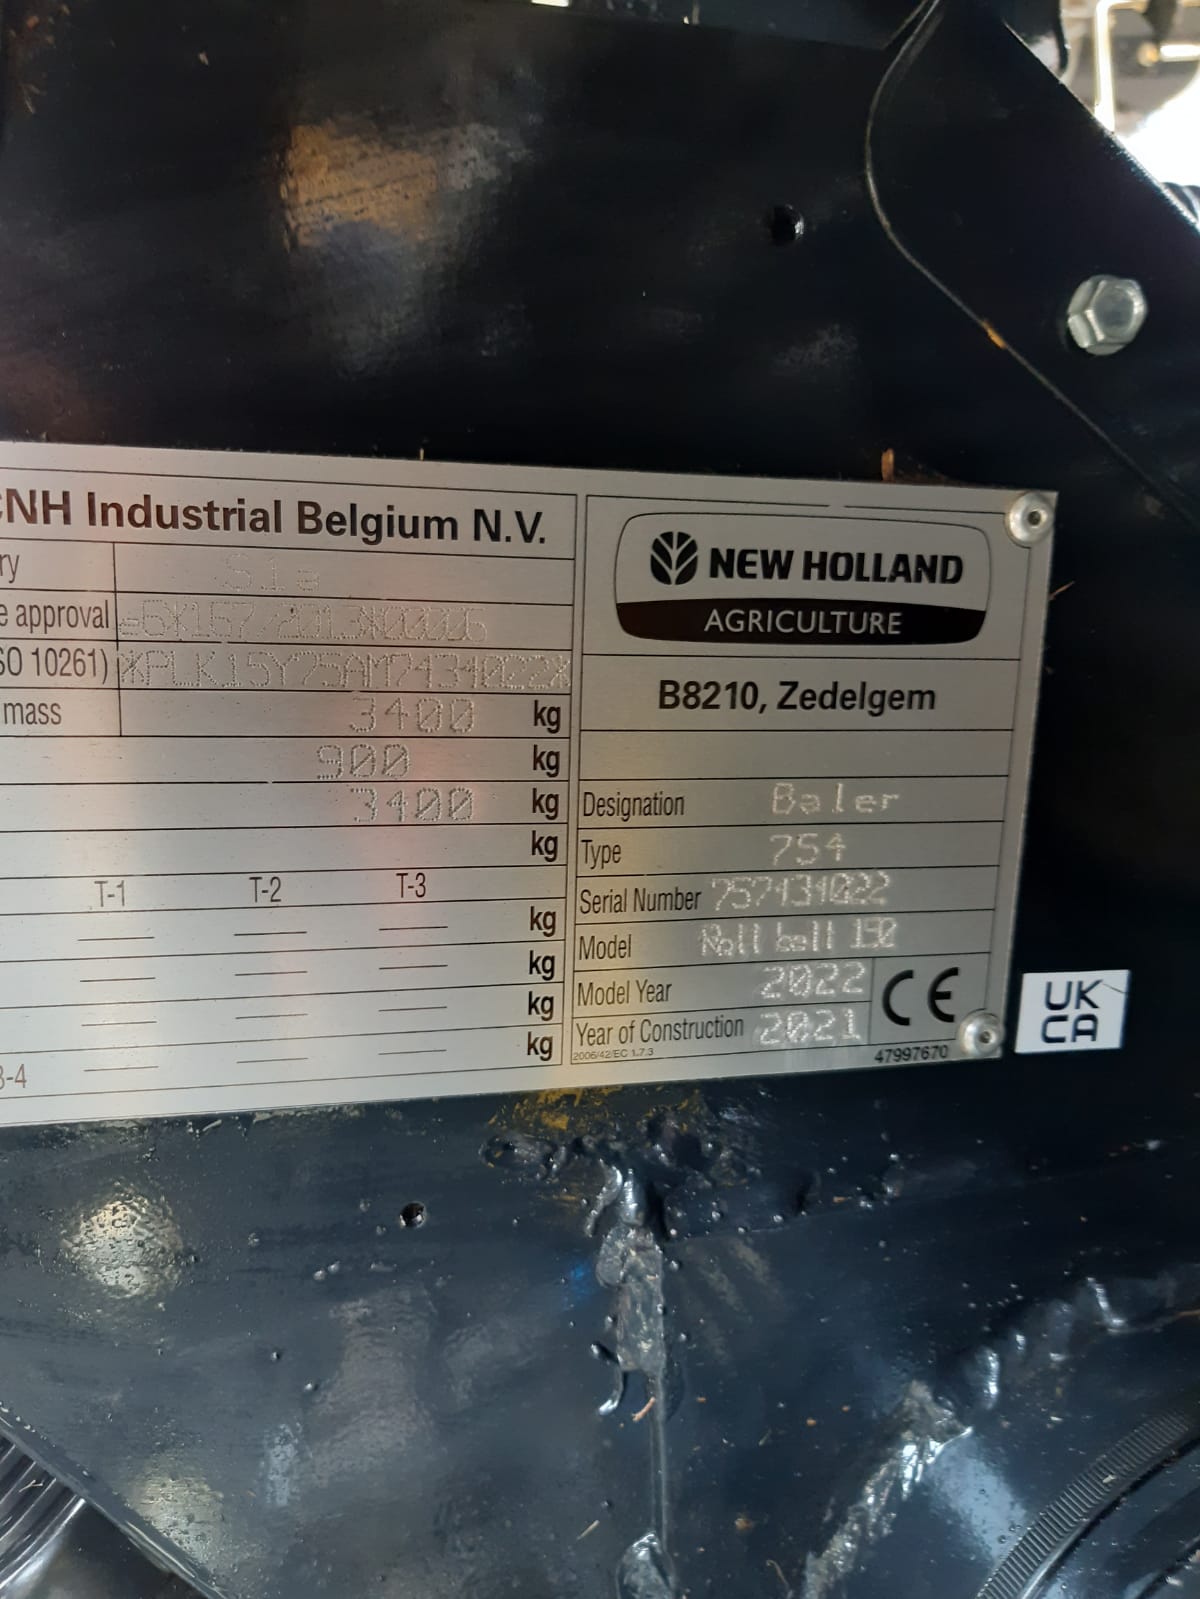 CNH Industrial Belgium N.V.
ry S1a
e approval e6*167/2013*00006
SO 10261)
mass 3400 kg
900 kg
3400 kg
kg
T-1 T-2 T-3
kg
kg
kg
kg
3-4
NEW HOLLAND
AGRICULTURE
B8210, Zedelgem
Designation Baler
Type 754
Serial Number 757434022
Model Roll bell 150
Model Year 2022
Year of Construction 2021
2006/42/EC 1.7.3
CE
47997670
UK
CA